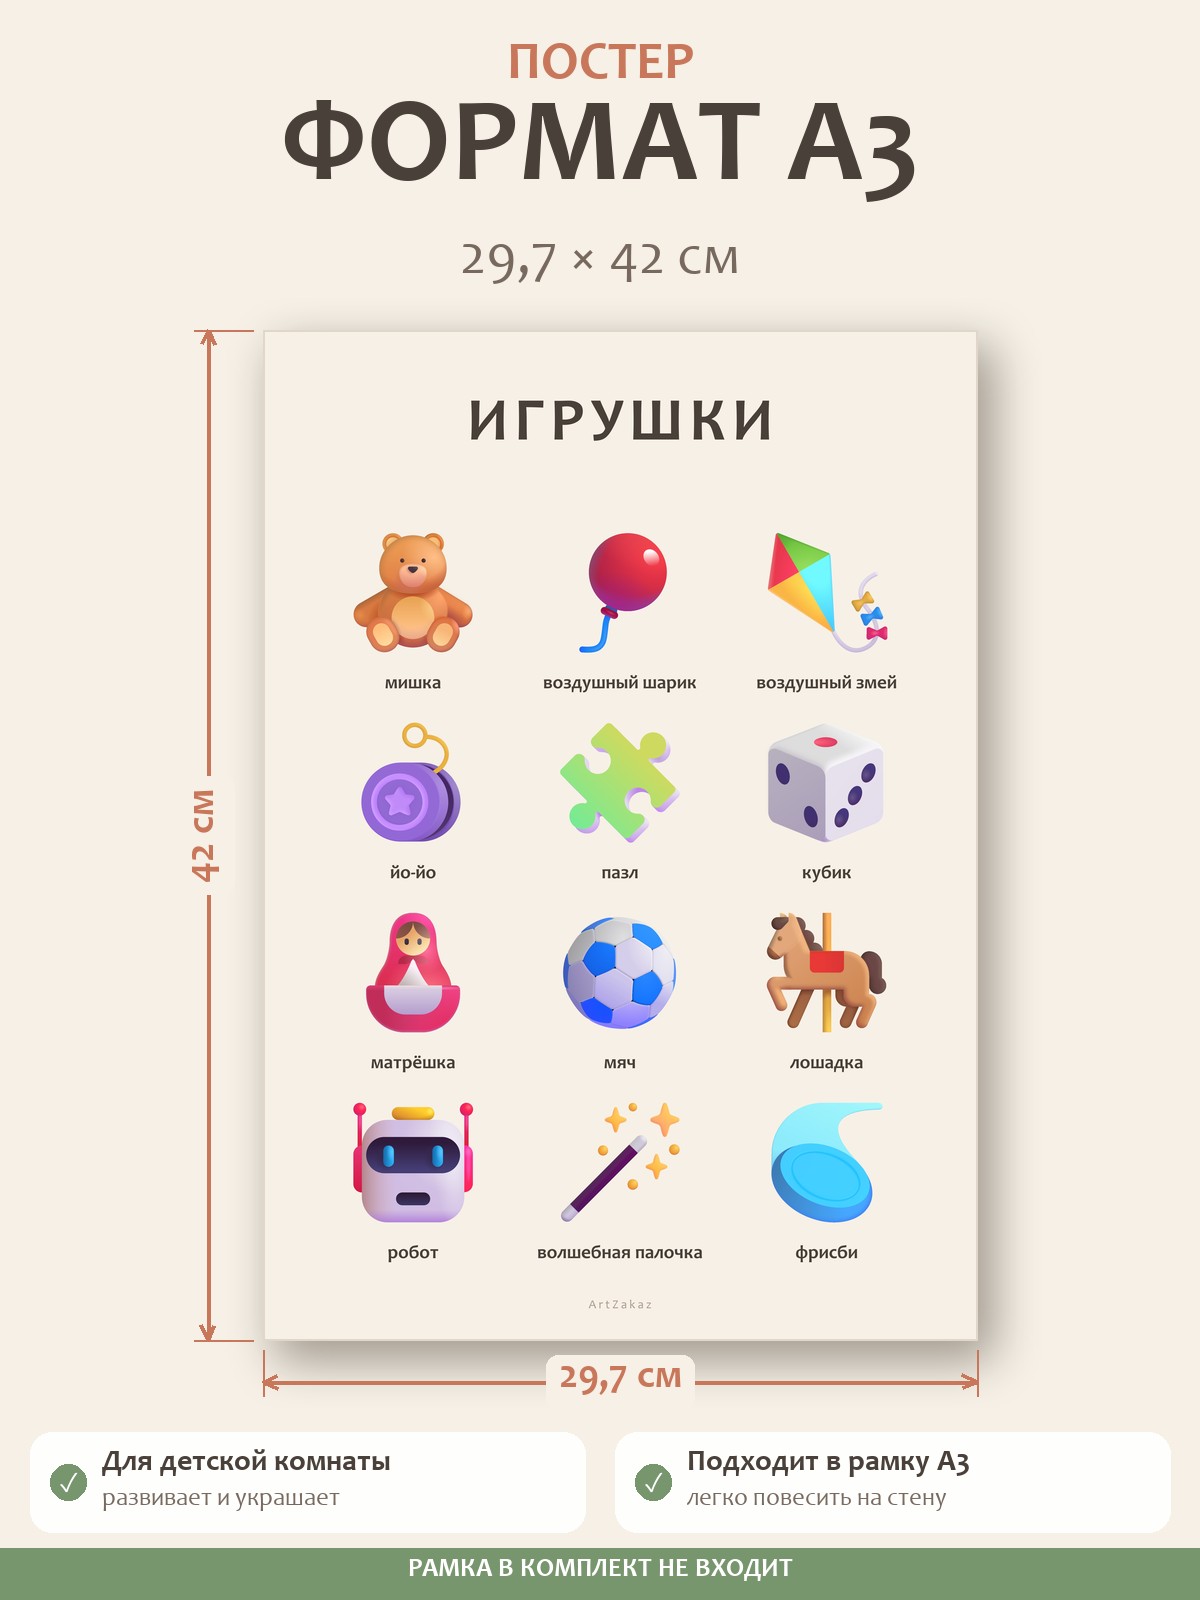 ПОСТЕР
ФОРМАТ А3
29,7 × 42 см
ИГРУШКИ
мишка
воздушный шарик
воздушный змей
йо-йо
пазл
кубик
42 см
матрёшка
мяч
лошадка
робот
волшебная палочка
фрисби
ArtZakaz
29,7 см
Для детской комнаты
развивает и украшает
Подходит в рамку А3
легко повесить на стену
РАМКА В КОМПЛЕКТ НЕ ВХОДИТ